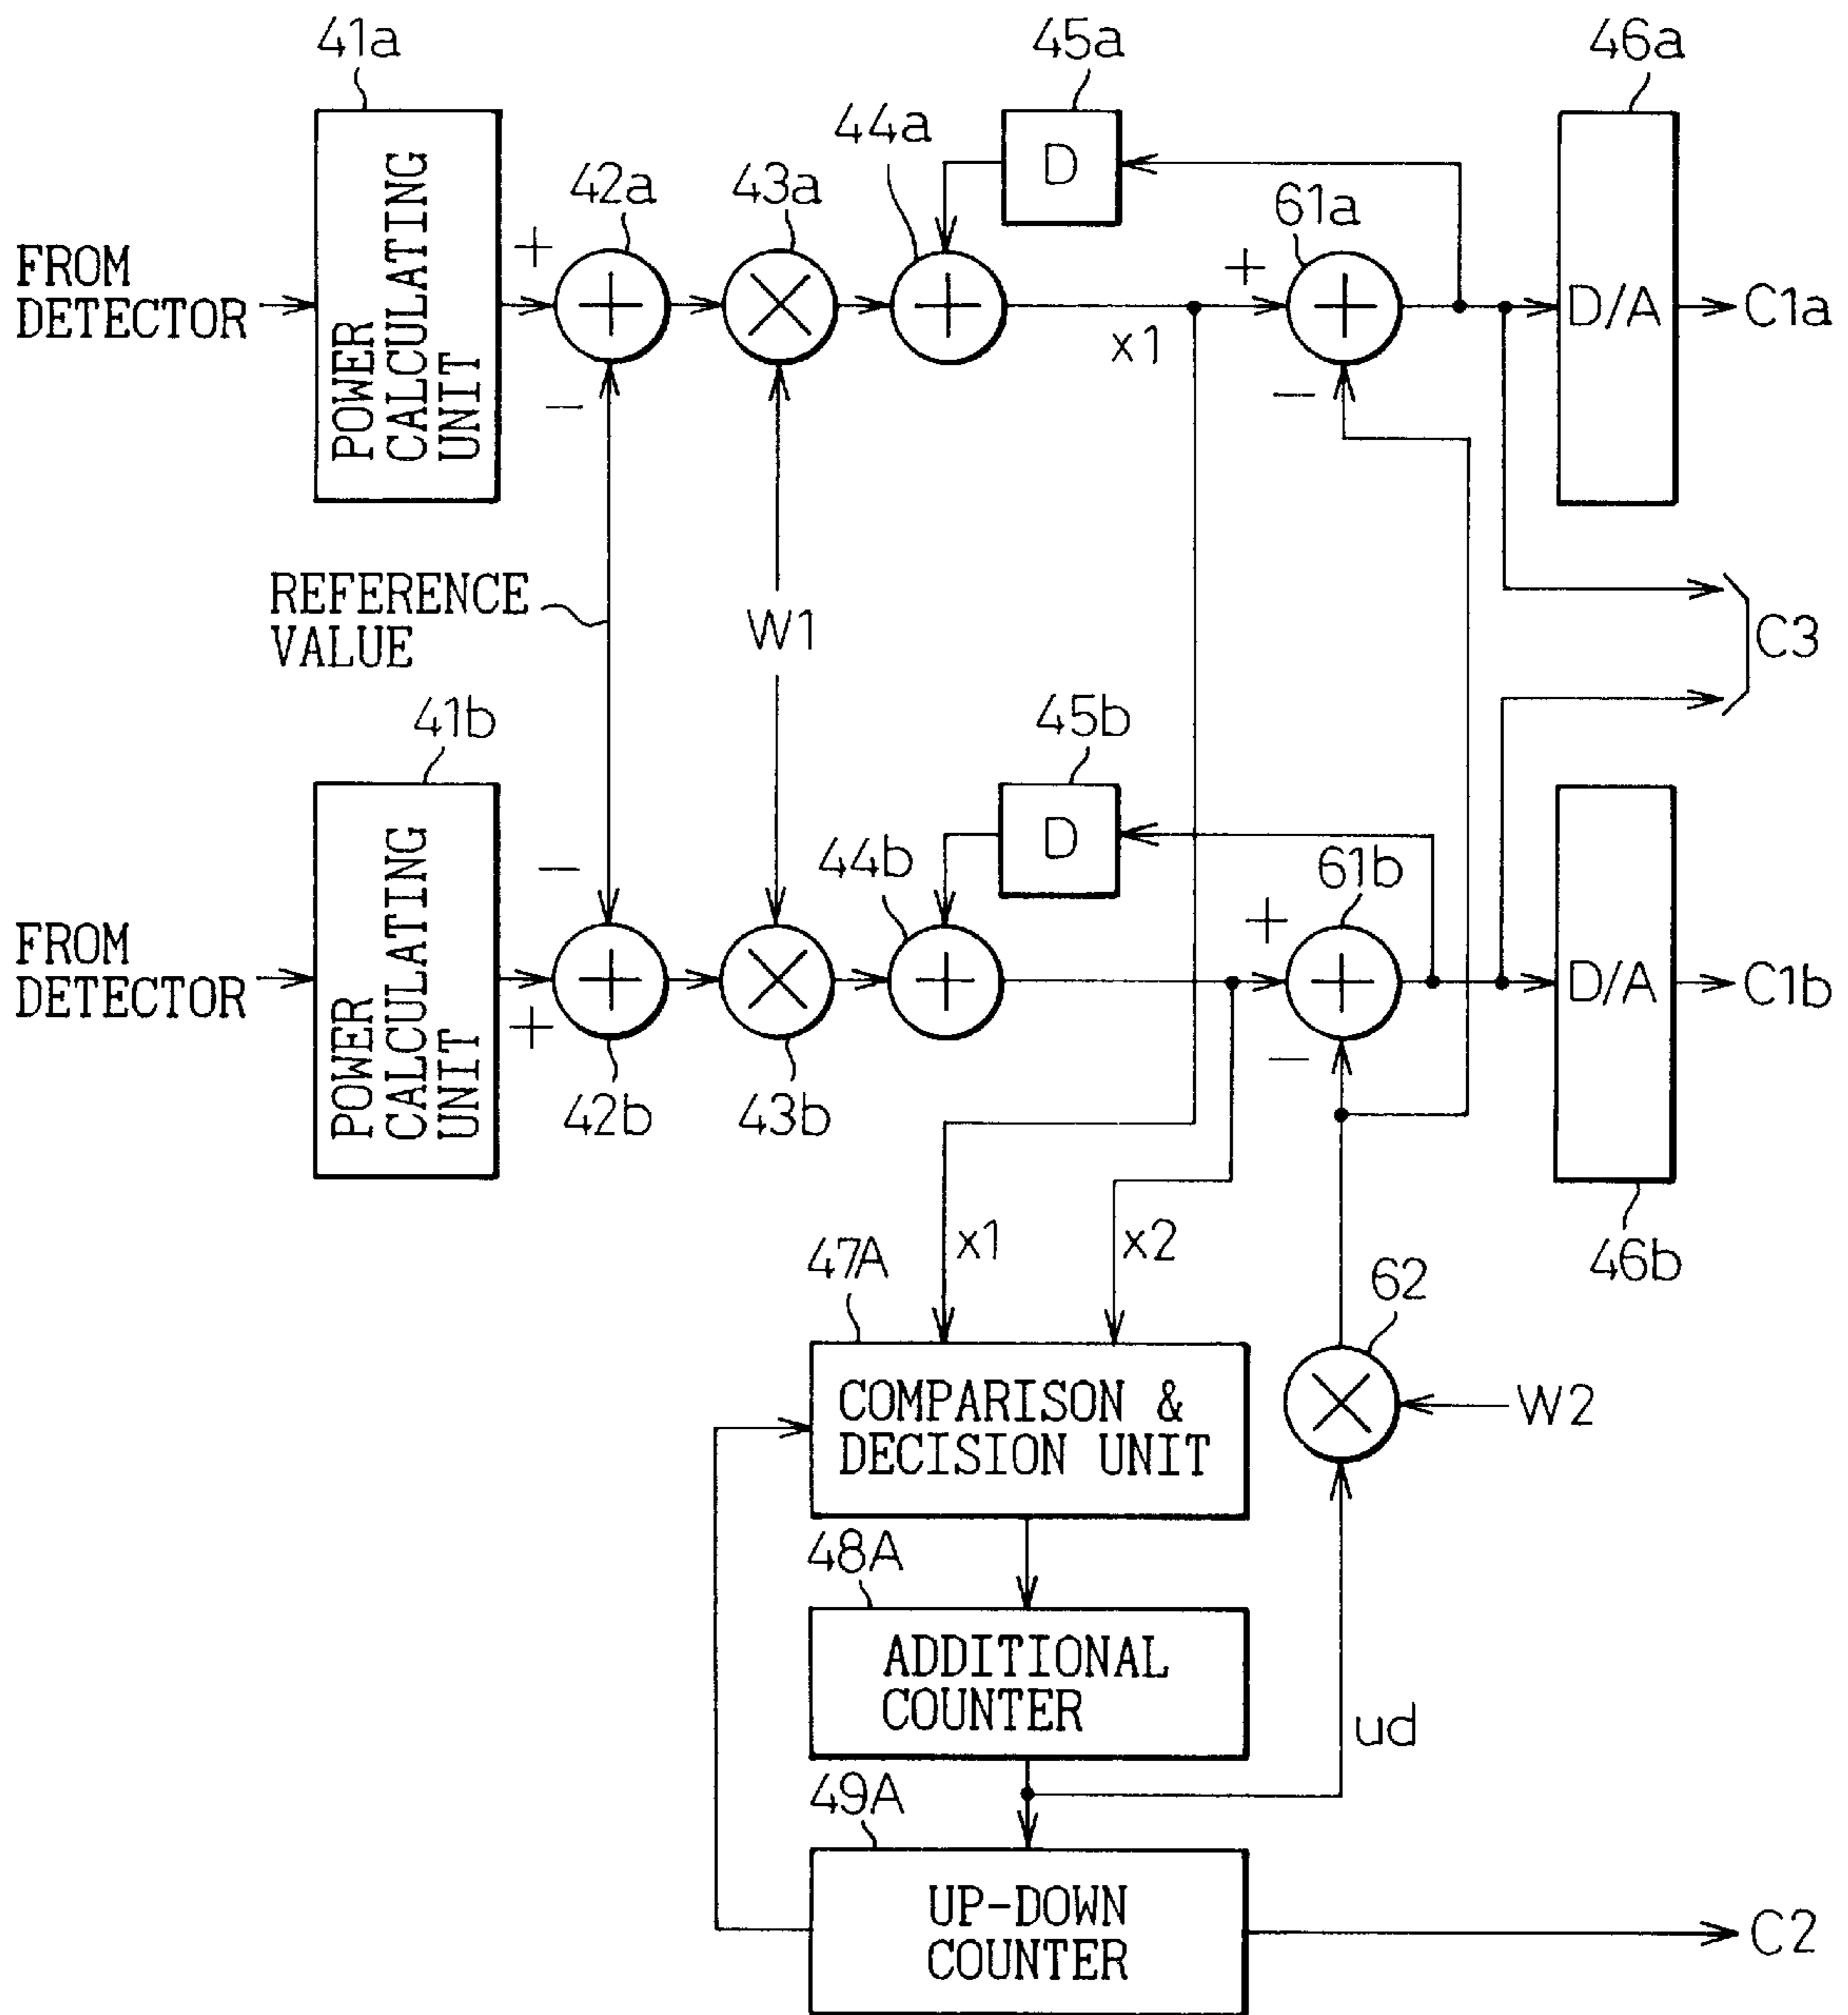 41a
45a
46a
44a
D
42a
43a
61a
POWER
CALCULATING
UNIT
FROM
DETECTOR
+
+
×
+
+
+
D/A
C1a
x1
−
−
REFERENCE
VALUE
W1
C3
41b
45b
D
44b
61b
−
+
POWER
CALCULATING
UNIT
FROM
DETECTOR
+
×
+
+
D/A
C1b
+
−
42b
43b
x1
x2
46b
47A
62
COMPARISON &
DECISION UNIT
×
W2
48A
ADDITIONAL
COUNTER
ud
49A
UP-DOWN
COUNTER
C2